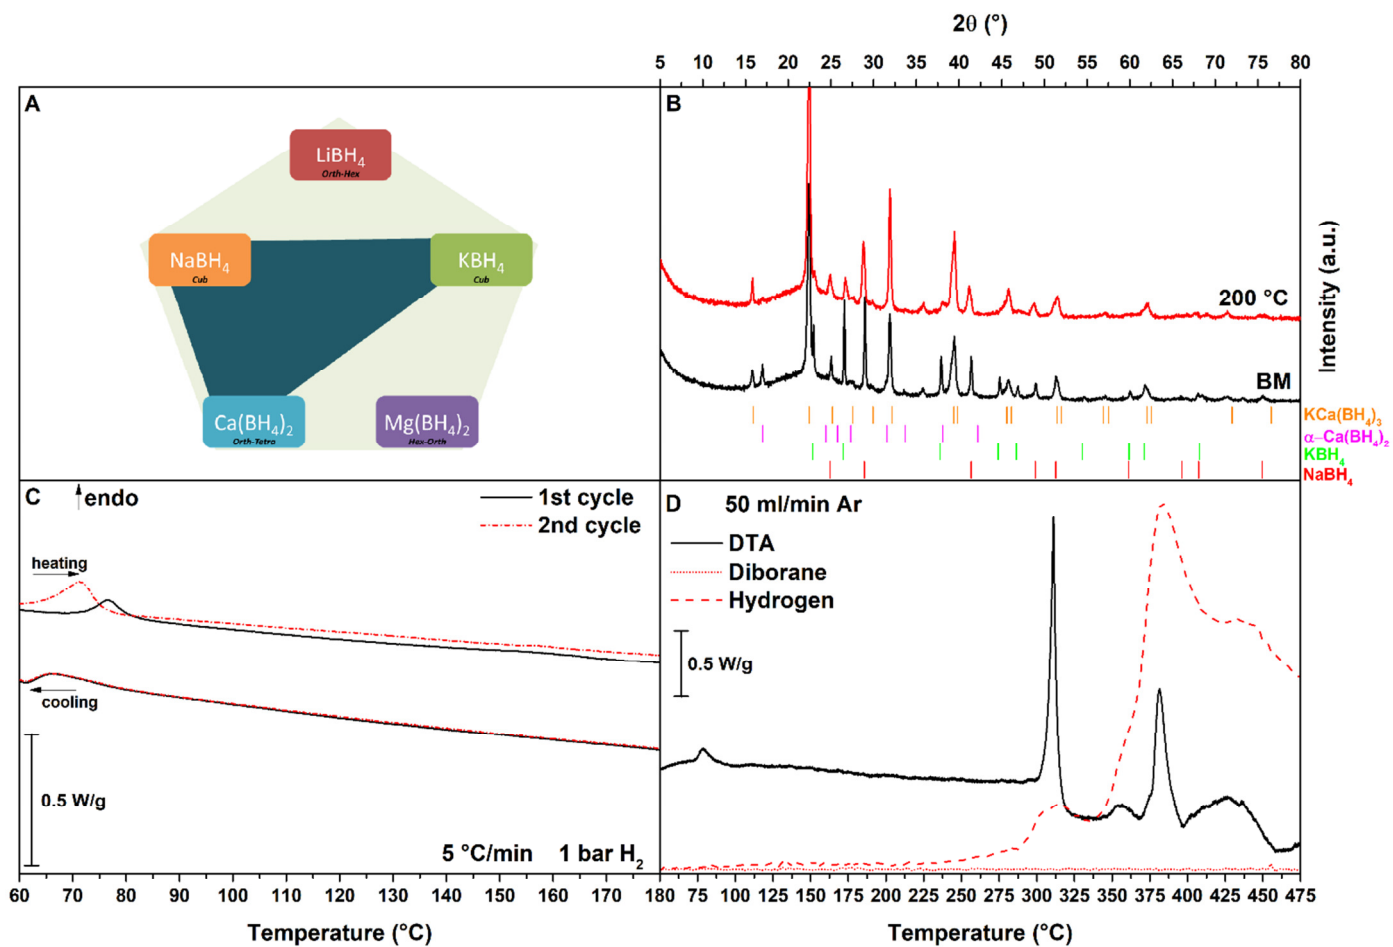 2θ (°)
5 10 15 20 25 30 35 40 45 50 55 60 65 70 75 80
A
LiBH4
Orth-Hex
NaBH4
Cub
KBH4
Cub
Ca(BH4)2
Orth-Tetra
Mg(BH4)2
Hex-Orth
B
200 °C
BM
Intensity (a.u.)
KCa(BH4)3
α-Ca(BH4)2
KBH4
NaBH4
C
endo
1st cycle
2nd cycle
heating
cooling
0.5 W/g
5 °C/min 1 bar H2
60 70 80 90 100 110 120 130 140 150 160 170 180
Temperature (°C)
D
50 ml/min Ar
DTA
Diborane
Hydrogen
0.5 W/g
75 100 125 150 175 200 225 250 275 300 325 350 375 400 425 450 475
Temperature (°C)